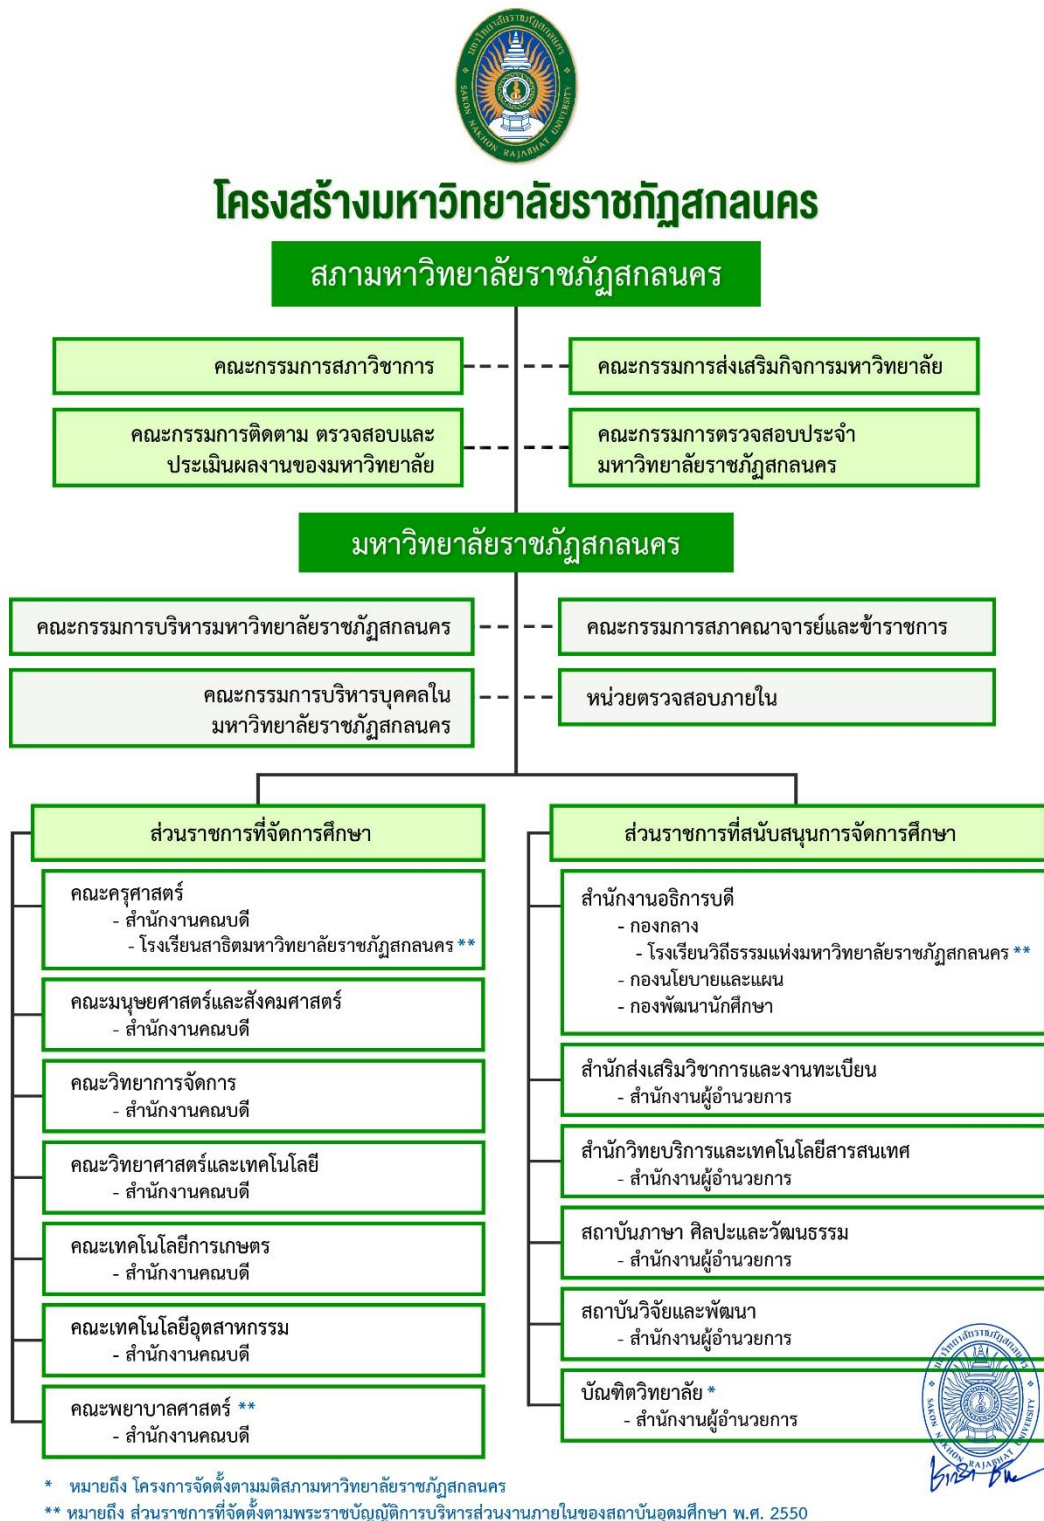 มหาวิทยาลัยราชภัฏสกลนคร
SAKON NAKHON RAJABHAT UNIVERSITY
โครงสร้างมหาวิทยาลัยราชภัฏสกลนคร
สภามหาวิทยาลัยราชภัฏสกลนคร
คณะกรรมการสภาวิชาการ
คณะกรรมการส่งเสริมกิจการมหาวิทยาลัย
คณะกรรมการติดตาม ตรวจสอบและ
ประเมินผลงานของมหาวิทยาลัย
คณะกรรมการตรวจสอบประจำ
มหาวิทยาลัยราชภัฏสกลนคร
มหาวิทยาลัยราชภัฏสกลนคร
คณะกรรมการบริหารมหาวิทยาลัยราชภัฏสกลนคร
คณะกรรมการสภาคณาจารย์และข้าราชการ
คณะกรรมการบริหารบุคคลใน
มหาวิทยาลัยราชภัฏสกลนคร
หน่วยตรวจสอบภายใน
ส่วนราชการที่จัดการศึกษา
คณะครุศาสตร์
- สำนักงานคณบดี
- โรงเรียนสาธิตมหาวิทยาลัยราชภัฏสกลนคร **
คณะมนุษยศาสตร์และสังคมศาสตร์
- สำนักงานคณบดี
คณะวิทยาการจัดการ
- สำนักงานคณบดี
คณะวิทยาศาสตร์และเทคโนโลยี
- สำนักงานคณบดี
คณะเทคโนโลยีการเกษตร
- สำนักงานคณบดี
คณะเทคโนโลยีอุตสาหกรรม
- สำนักงานคณบดี
คณะพยาบาลศาสตร์ **
- สำนักงานคณบดี
ส่วนราชการที่สนับสนุนการจัดการศึกษา
สำนักงานอธิการบดี
- กองกลาง
- โรงเรียนวิถีธรรมแห่งมหาวิทยาลัยราชภัฏสกลนคร **
- กองนโยบายและแผน
- กองพัฒนานักศึกษา
สำนักส่งเสริมวิชาการและงานทะเบียน
- สำนักงานผู้อำนวยการ
สำนักวิทยบริการและเทคโนโลยีสารสนเทศ
- สำนักงานผู้อำนวยการ
สถาบันภาษา ศิลปะและวัฒนธรรม
- สำนักงานผู้อำนวยการ
สถาบันวิจัยและพัฒนา
- สำนักงานผู้อำนวยการ
บัณฑิตวิทยาลัย *
- สำนักงานผู้อำนวยการ
มหาวิทยาลัยราชภัฏสกลนคร
SAKON NAKHON RAJABHAT UNIVERSITY
* หมายถึง โครงการจัดตั้งตามมติสภามหาวิทยาลัยราชภัฏสกลนคร
** หมายถึง ส่วนราชการที่จัดตั้งตามพระราชบัญญัติการบริหารส่วนงานภายในของสถาบันอุดมศึกษา พ.ศ. 2550